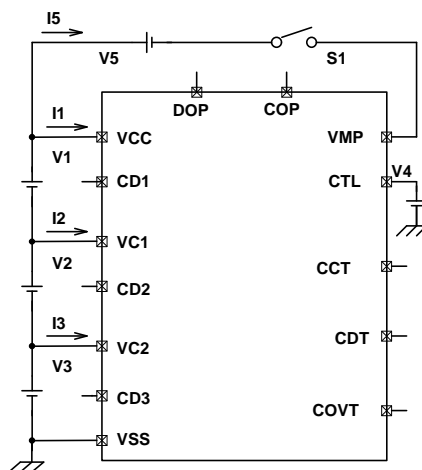 I5
V5
S1
DOP
COP
I1
VCC
VMP
V1
CD1
CTL
V4
I2
VC1
V2
CCT
CD2
I3
VC2
CDT
V3
CD3
COVT
VSS